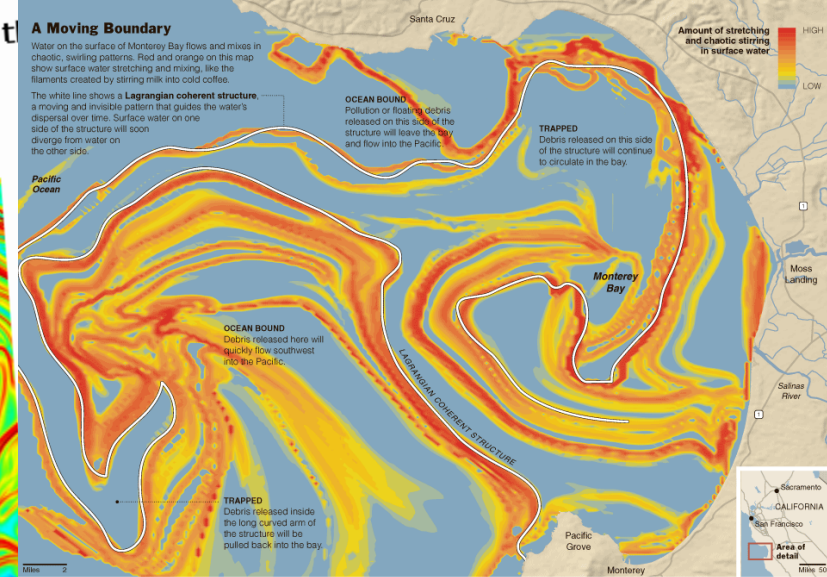 A Moving Boundary
Water on the surface of Monterey Bay flows and mixes in
chaotic, swirling patterns. Red and orange on this map
show surface water stretching and mixing, like the
filaments created by stirring milk into cold coffee.
The white line shows a Lagrangian coherent structure,
a moving and invisible pattern that guides the water's
dispersal over time. Surface water on one
side of the structure will soon
diverge from water on
the other side.
Pacific
Ocean
Santa Cruz
Amount of stretching
and chaotic stirring
in surface water
HIGH
LOW
OCEAN BOUND
Pollution or floating debris
released on this side of the
structure will leave the bay
and flow into the Pacific.
TRAPPED
Debris released on this side
of the structure will continue
to circulate in the bay.
1
Moss
Landing
Monterey
Bay
OCEAN BOUND
Debris released here will
quickly flow southwest
into the Pacific.
LAGRANGIAN COHERENT STRUCTURE
Salinas
River
1
TRAPPED
Debris released inside
the long curved arm of
the structure will be
pulled back into the bay.
Pacific
Grove
Monterey
Sacramento
CALIFORNIA
San Francisco
Area of
detail
Miles 2
Miles 50